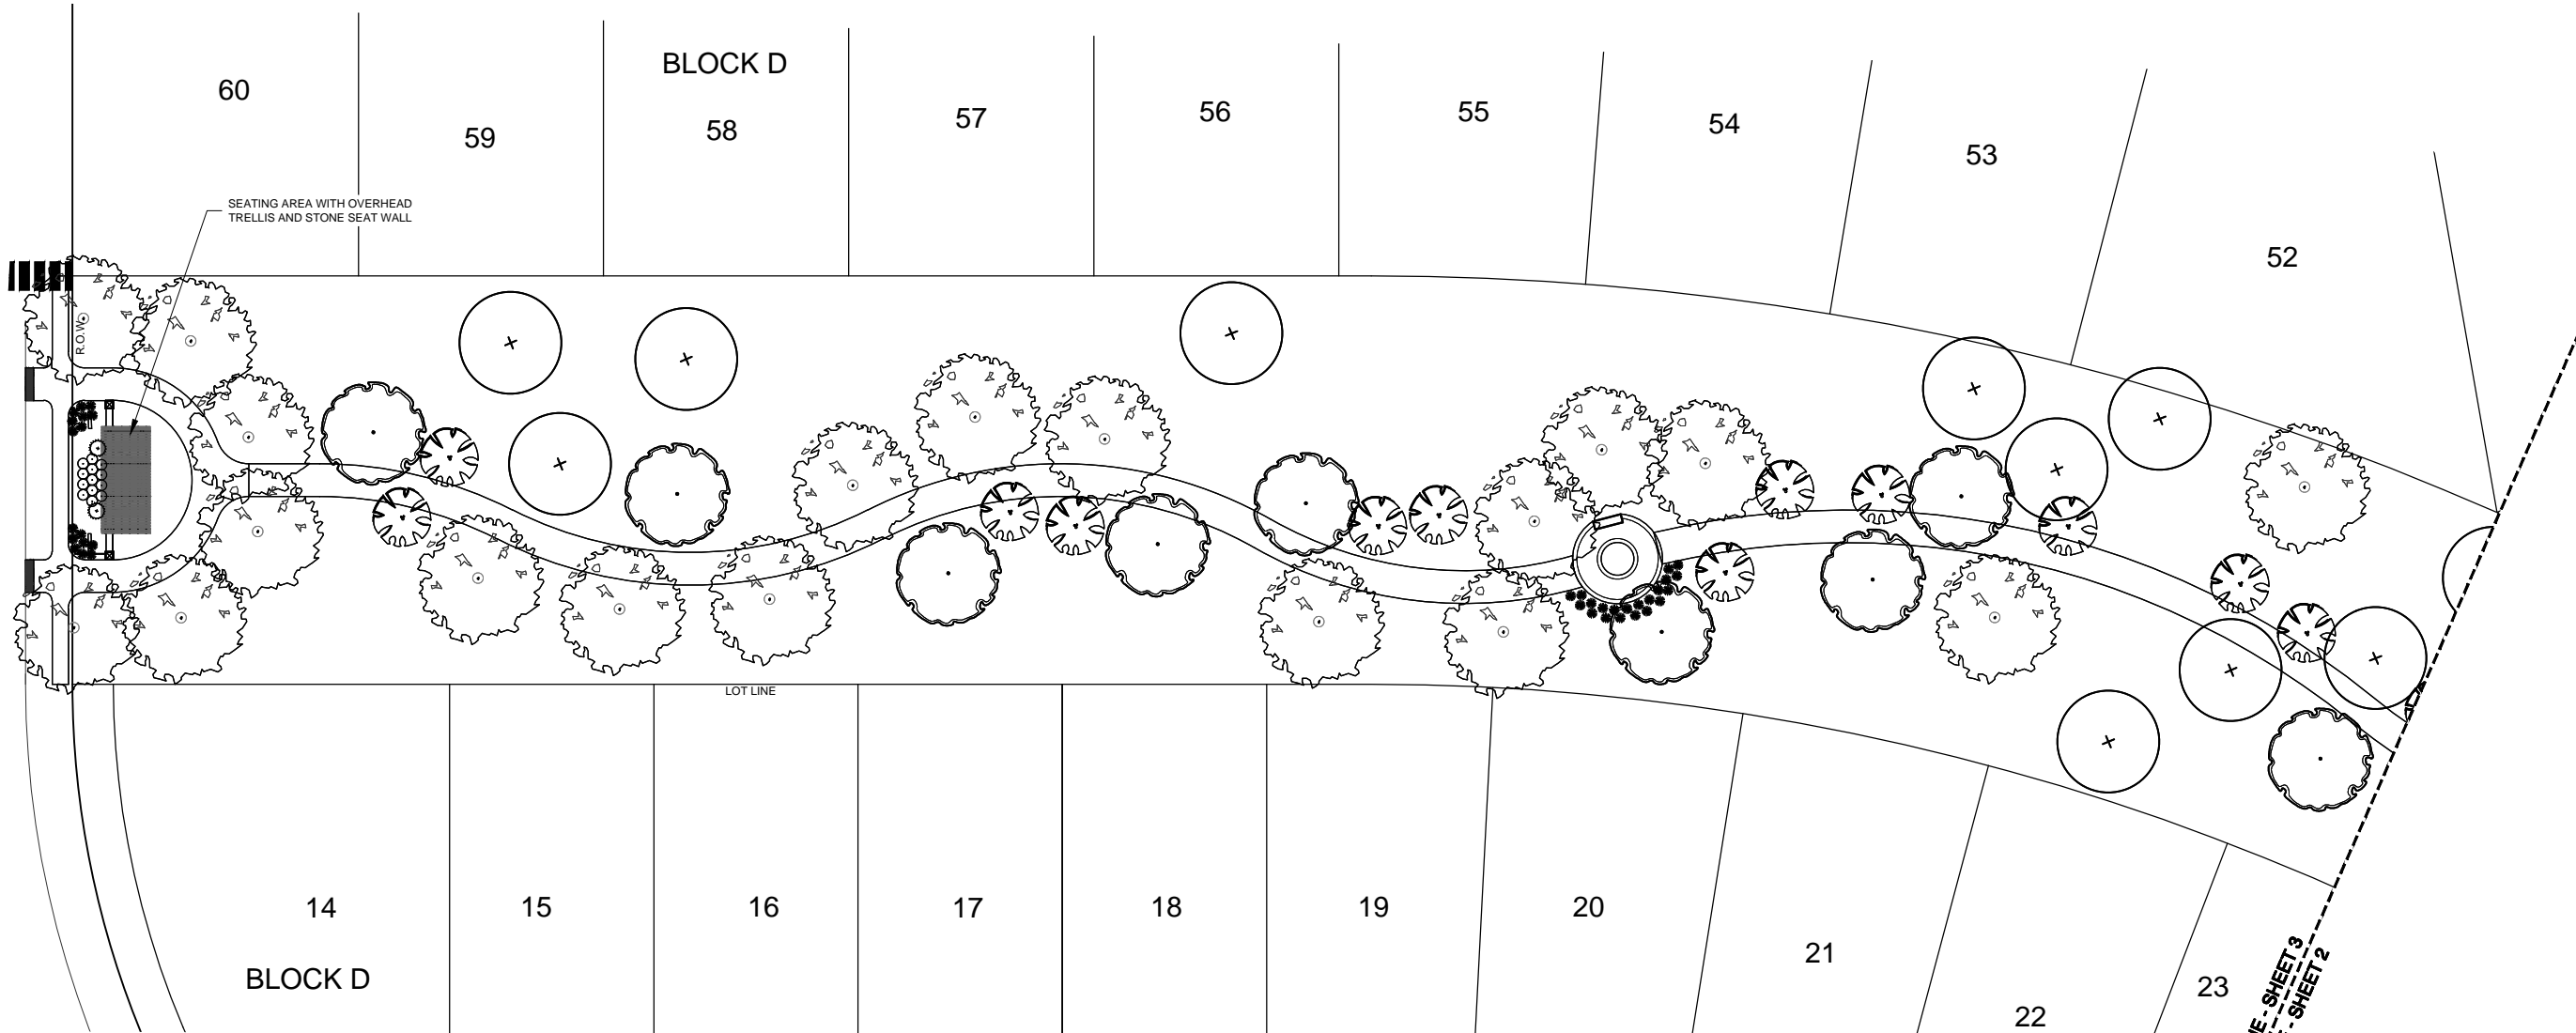 BLOCK D
60
59
58
57
56
55
54
53
52
SEATING AREA WITH OVERHEAD
TRELLIS AND STONE SEAT WALL
R.O.W.
LOT LINE
14
15
16
17
18
19
20
21
22
23
BLOCK D
- SHEET 3
- SHEET 2